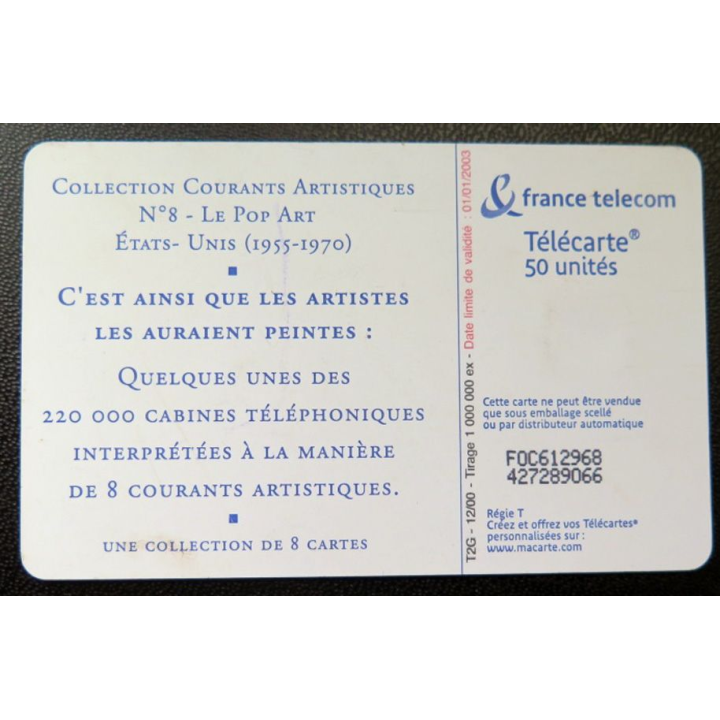 COLLECTION COURANTS ARTISTIQUES
N°8 - LE POP ART
ÉTATS- UNIS (1955-1970)
C'EST AINSI QUE LES ARTISTES
LES AURAIENT PEINTES :
QUELQUES UNES DES
220 000 CABINES TÉLÉPHONIQUES
INTERPRÉTÉES À LA MANIÈRE
DE 8 COURANTS ARTISTIQUES.
UNE COLLECTION DE 8 CARTES
T2G - 12/00 - Tirage 1 000 000 ex - Date limite de validité : 01/01/2003
france telecom
Télécarte®
50 unités
Cette carte ne peut être vendue
que sous emballage scellé
ou par distributeur automatique
F0C612968
427289066
Régie T
Créez et offrez vos Télécartes®
personnalisées sur :
www.macarte.com